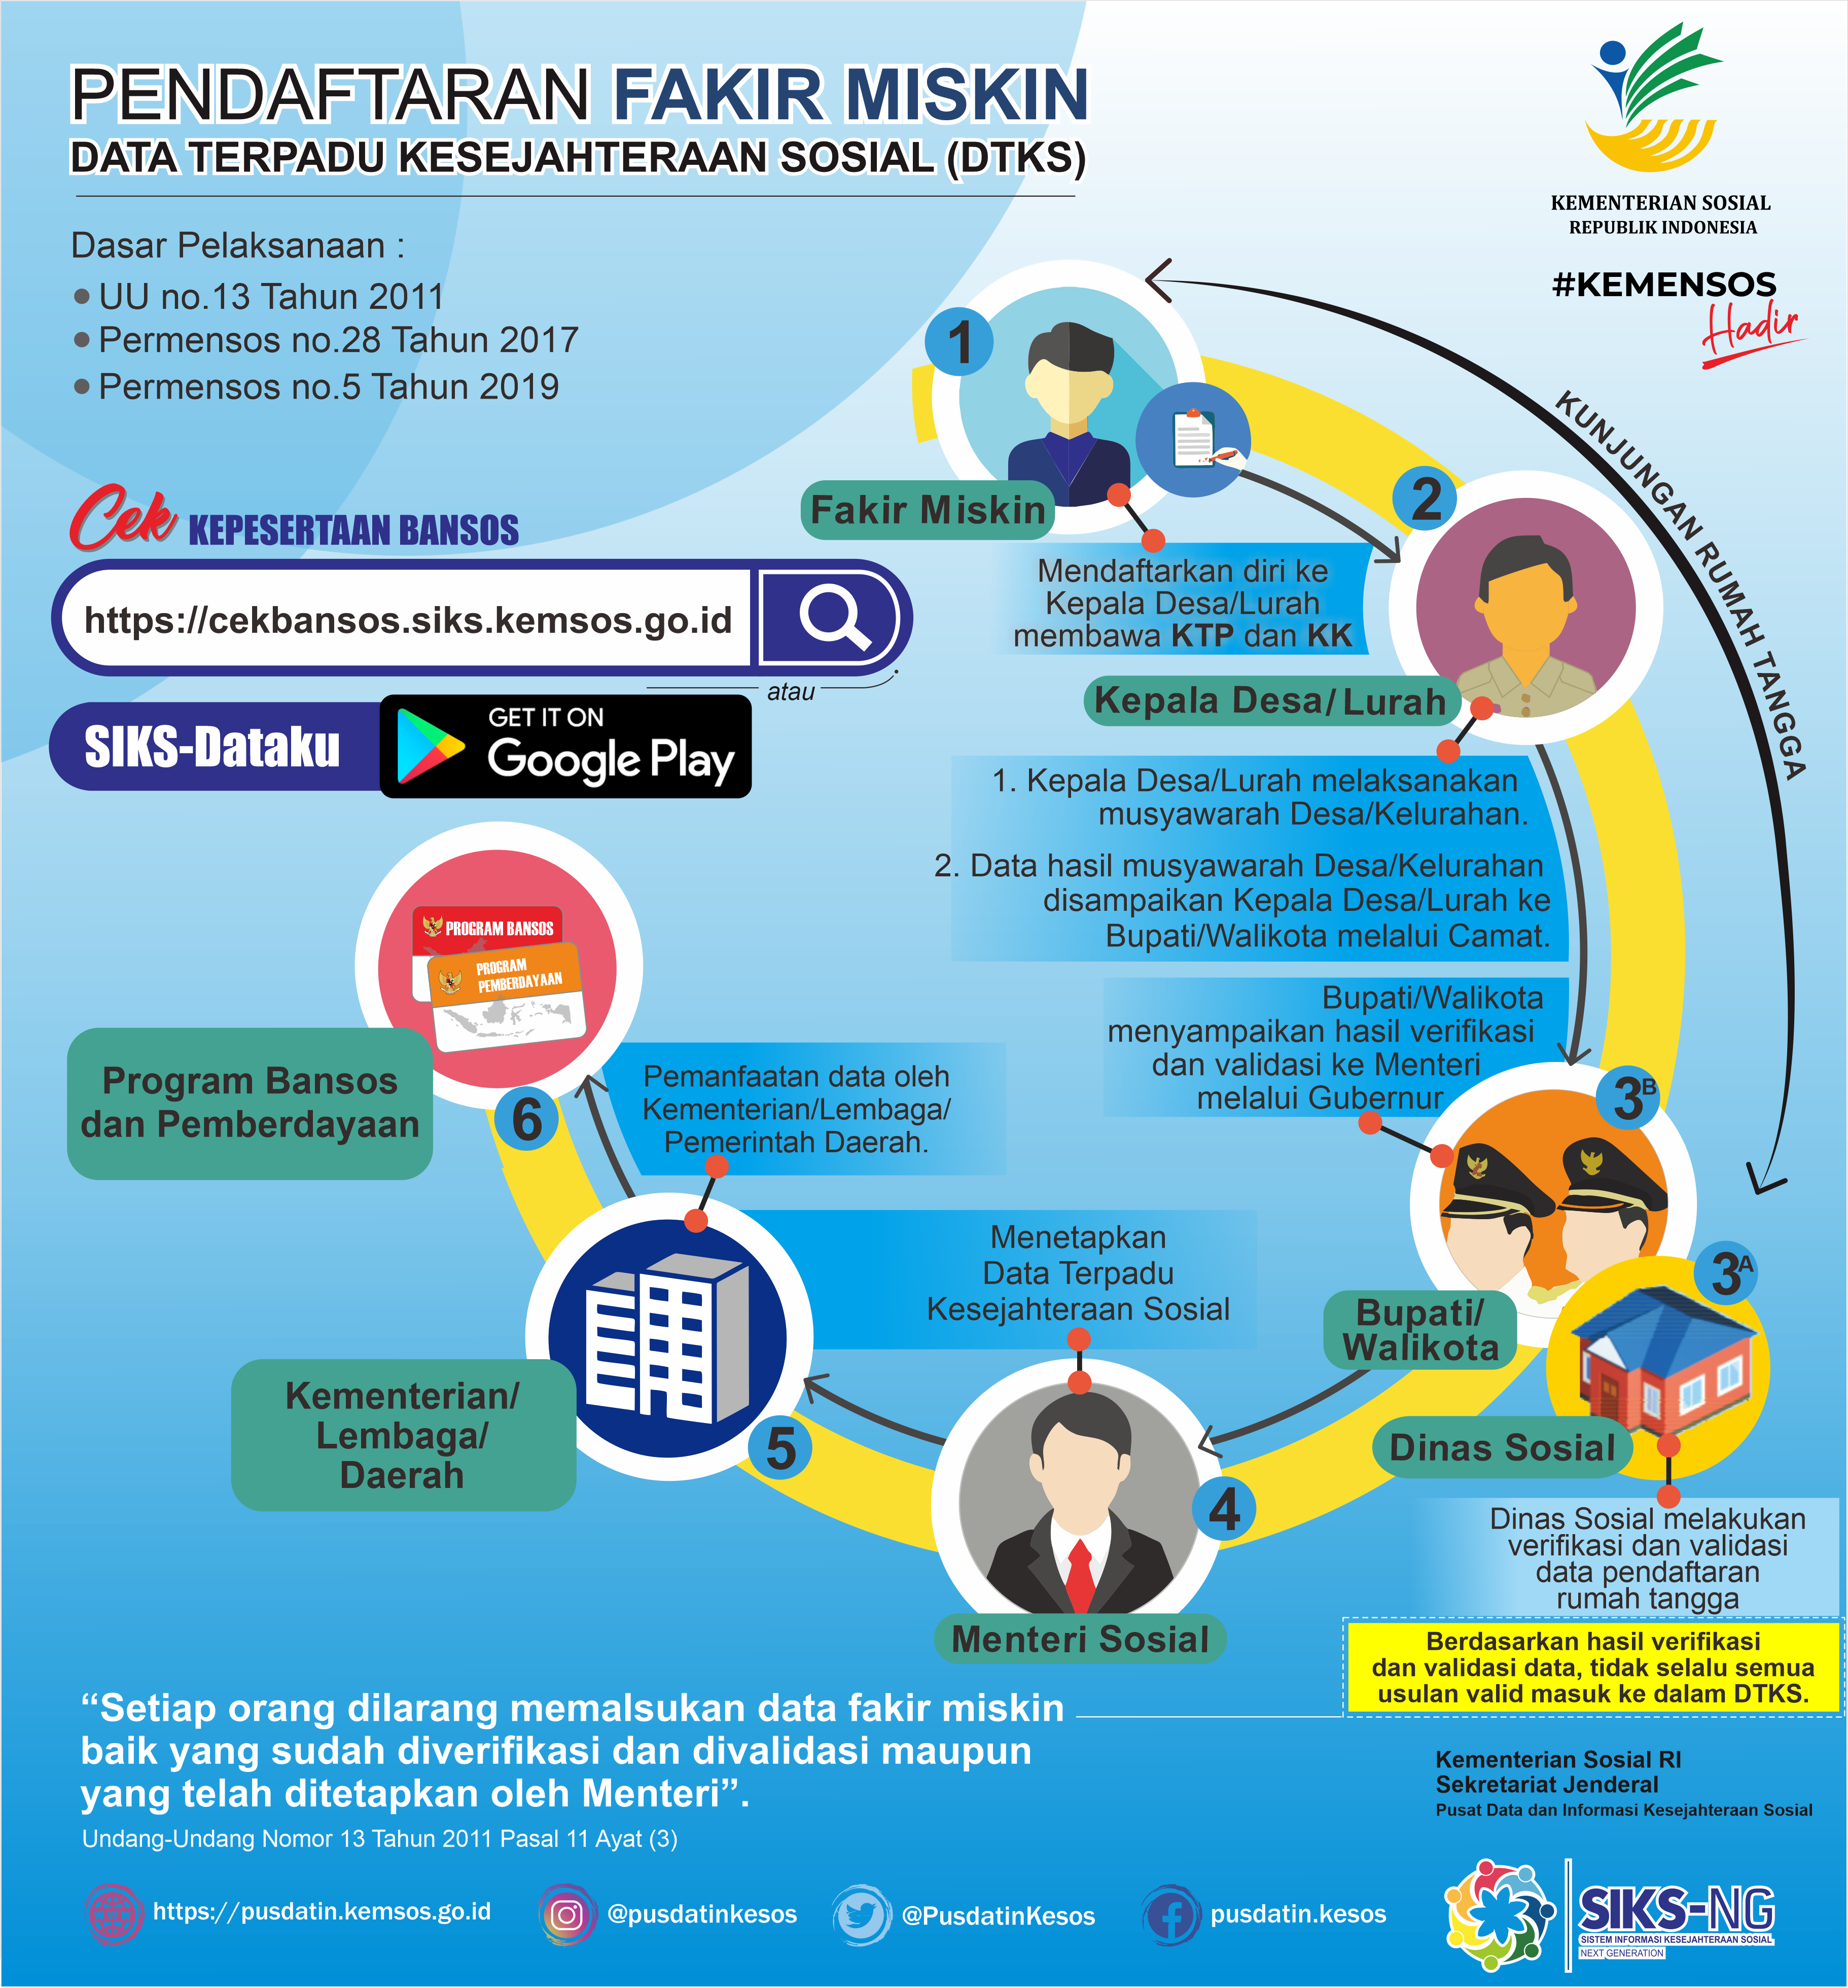 PENDAFTARAN FAKIR MISKIN
DATA TERPADU KESEJAHTERAAN SOSIAL (DTKS)
KEMENTERIAN SOSIAL
REPUBLIK INDONESIA
#KEMENSOS
Hadir
Dasar Pelaksanaan :
• UU no.13 Tahun 2011
• Permensos no.28 Tahun 2017
• Permensos no.5 Tahun 2019
Cek KEPESERTAAN BANSOS
https://cekbansos.siks.kemsos.go.id
atau
SIKS-Dataku
GET IT ON
Google Play
1
Fakir Miskin
Mendaftarkan diri ke
Kepala Desa/Lurah
membawa KTP dan KK
KUNJUNGAN RUMAH TANGGA
2
Kepala Desa/Lurah
1. Kepala Desa/Lurah melaksanakan
musyawarah Desa/Kelurahan.
2. Data hasil musyawarah Desa/Kelurahan
disampaikan Kepala Desa/Lurah ke
Bupati/Walikota melalui Camat.
Bupati/Walikota
menyampaikan hasil verifikasi
dan validasi ke Menteri
melalui Gubernur
3B
Bupati/
Walikota
3A
Dinas Sosial
Dinas Sosial melakukan
verifikasi dan validasi
data pendaftaran
rumah tangga
Berdasarkan hasil verifikasi
dan validasi data, tidak selalu semua
usulan valid masuk ke dalam DTKS.
Menetapkan
Data Terpadu
Kesejahteraan Sosial
4
Menteri Sosial
5
Kementerian/
Lembaga/
Daerah
Pemanfaatan data oleh
Kementerian/Lembaga/
Pemerintah Daerah.
6
PROGRAM BANSOS
PROGRAM
PEMBERDAYAAN
Program Bansos
dan Pemberdayaan
“Setiap orang dilarang memalsukan data fakir miskin
baik yang sudah diverifikasi dan divalidasi maupun
yang telah ditetapkan oleh Menteri”.
Undang-Undang Nomor 13 Tahun 2011 Pasal 11 Ayat (3)
Kementerian Sosial RI
Sekretariat Jenderal
Pusat Data dan Informasi Kesejahteraan Sosial
https://pusdatin.kemsos.go.id
@pusdatinkesos
@PusdatinKesos
pusdatin.kesos
SIKS-NG
SISTEM INFORMASI KESEJAHTERAAN SOSIAL
NEXT GENERATION